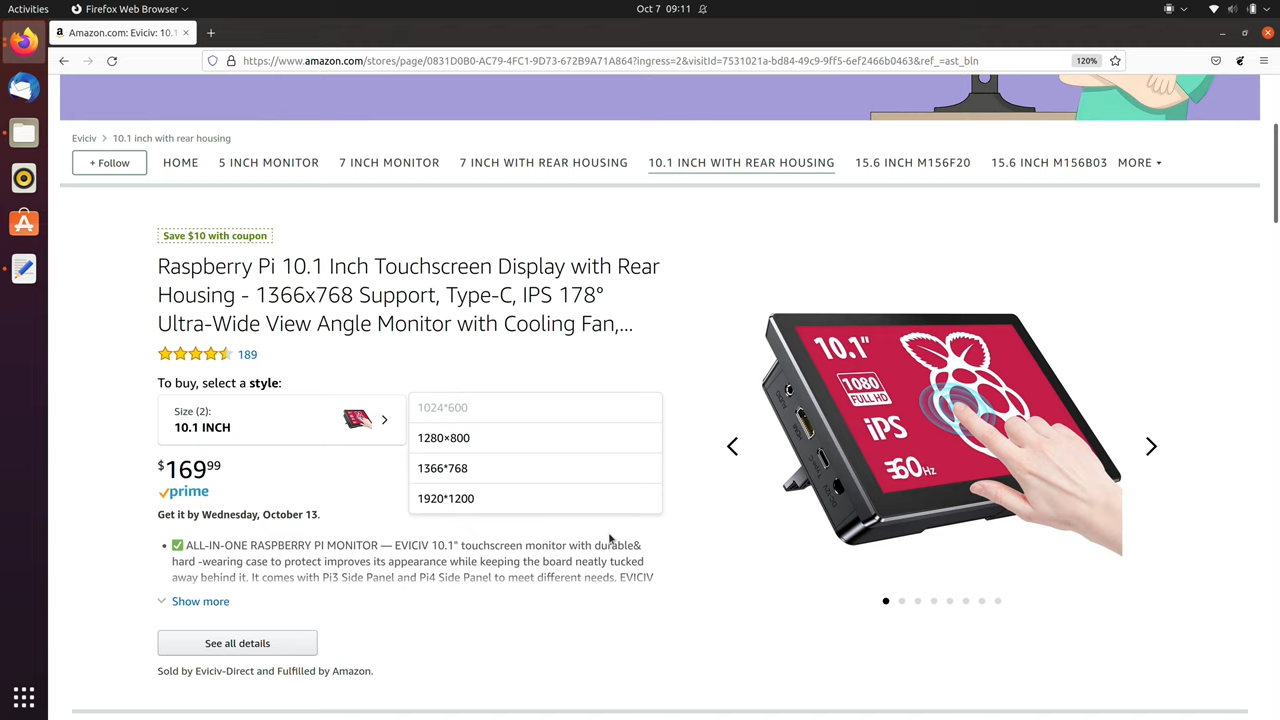 Activities
Firefox Web Browser
Oct 7 09:11
Amazon.com: Eviciv: 10.1
https://www.amazon.com/stores/page/0831D0B0-AC79-4FC1-9D73-672B9A71A864?ingress=2&visitId=7531021a-bd84-49c9-9ff5-6ef2466b0463&ref_=ast_bln
120%
Eviciv > 10.1 inch with rear housing
+ Follow
HOME
5 INCH MONITOR
7 INCH MONITOR
7 INCH WITH REAR HOUSING
10.1 INCH WITH REAR HOUSING
15.6 INCH M156F20
15.6 INCH M156B03
MORE
Save $10 with coupon
Raspberry Pi 10.1 Inch Touchscreen Display with Rear
Housing - 1366x768 Support, Type-C, IPS 178°
Ultra-Wide View Angle Monitor with Cooling Fan,...
189
To buy, select a style:
Size (2):
10.1 INCH
1024*600
1280×800
1366*768
1920*1200
$169.99
prime
Get it by Wednesday, October 13.
• ✅ ALL-IN-ONE RASPBERRY PI MONITOR — EVICIV 10.1" touchscreen monitor with durable&
hard -wearing case to protect improves its appearance while keeping the board neatly tucked
away behind it. It comes with Pi3 Side Panel and Pi4 Side Panel to meet different needs. EVICIV
Show more
See all details
Sold by Eviciv-Direct and Fulfilled by Amazon.
10.1"
1080
FULL HD
IPS
60Hz
AUDIO
HDMI
TYPE-C
DC-12V